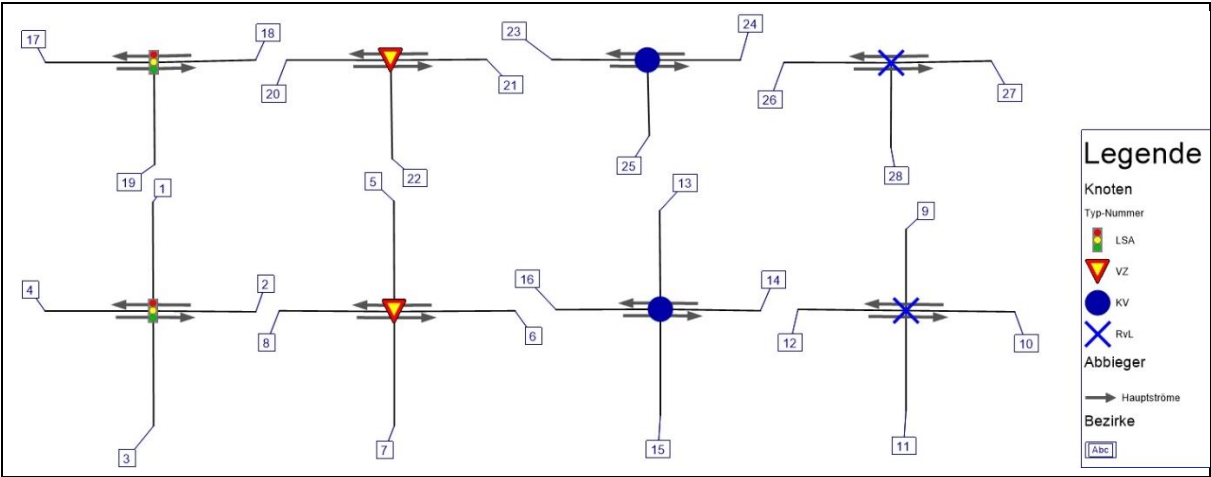 17
18
20
21
23
24
26
27
19
22
25
28
1
5
13
9
4
2
8
6
16
14
12
10
3
7
15
11
Legende
Knoten
Typ-Nummer
LSA
VZ
KV
RvL
Abbieger
Hauptströme
Bezirke
Abc